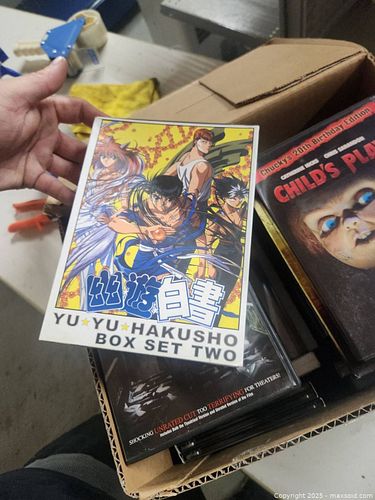 幽遊白書
YU★YU★HAKUSHO
BOX SET TWO
Chucky's 20th Birthday Edition
CHILD'S PLAY
SHOCKING UNRATED CUT TOO TERRIFYING FOR THEATERS!
Copyright 2025 - maxsold.com